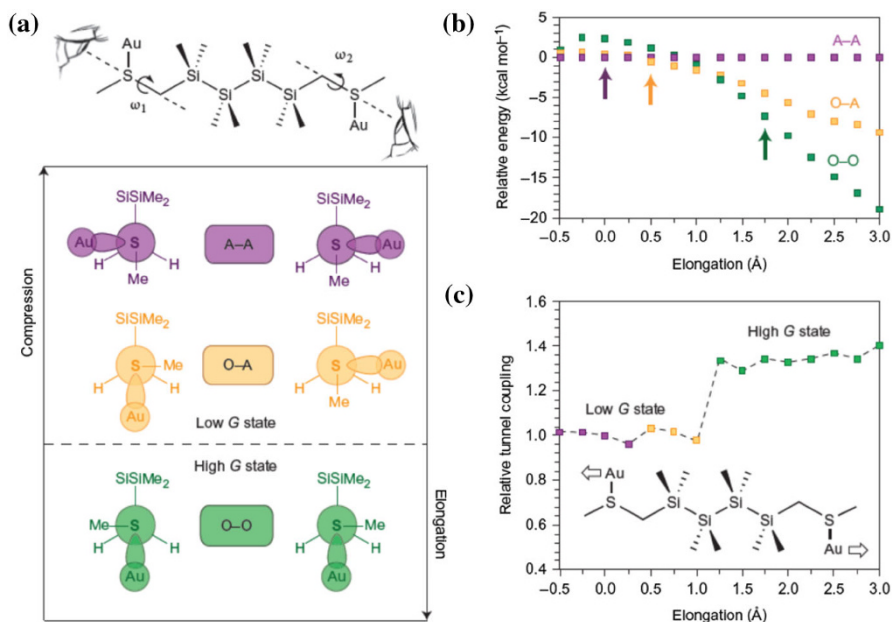 (a)
Au
S
ω1
Si
Si
Si
Si
ω2
S
Au
Compression
SiSiMe2
Au
S
H
H
Me
A–A
SiSiMe2
S
Au
H
H
Me
SiSiMe2
S
Me
H
H
Au
O–A
SiSiMe2
S
Au
H
H
Me
Low G state
High G state
SiSiMe2
Me
S
H
H
Au
O–O
SiSiMe2
S
Me
H
H
Au
Elongation
(b)
Relative energy (kcal mol–1)
5
0
–5
–10
–15
–20
A–A
O–A
O–O
–0.5 0.0 0.5 1.0 1.5 2.0 2.5 3.0
Elongation (Å)
(c)
Relative tunnel coupling
1.6
1.4
1.2
1.0
0.8
0.6
0.4
High G state
Low G state
Au
S
Si
Si
Si
Si
S
Au
–0.5 0.0 0.5 1.0 1.5 2.0 2.5 3.0
Elongation (Å)